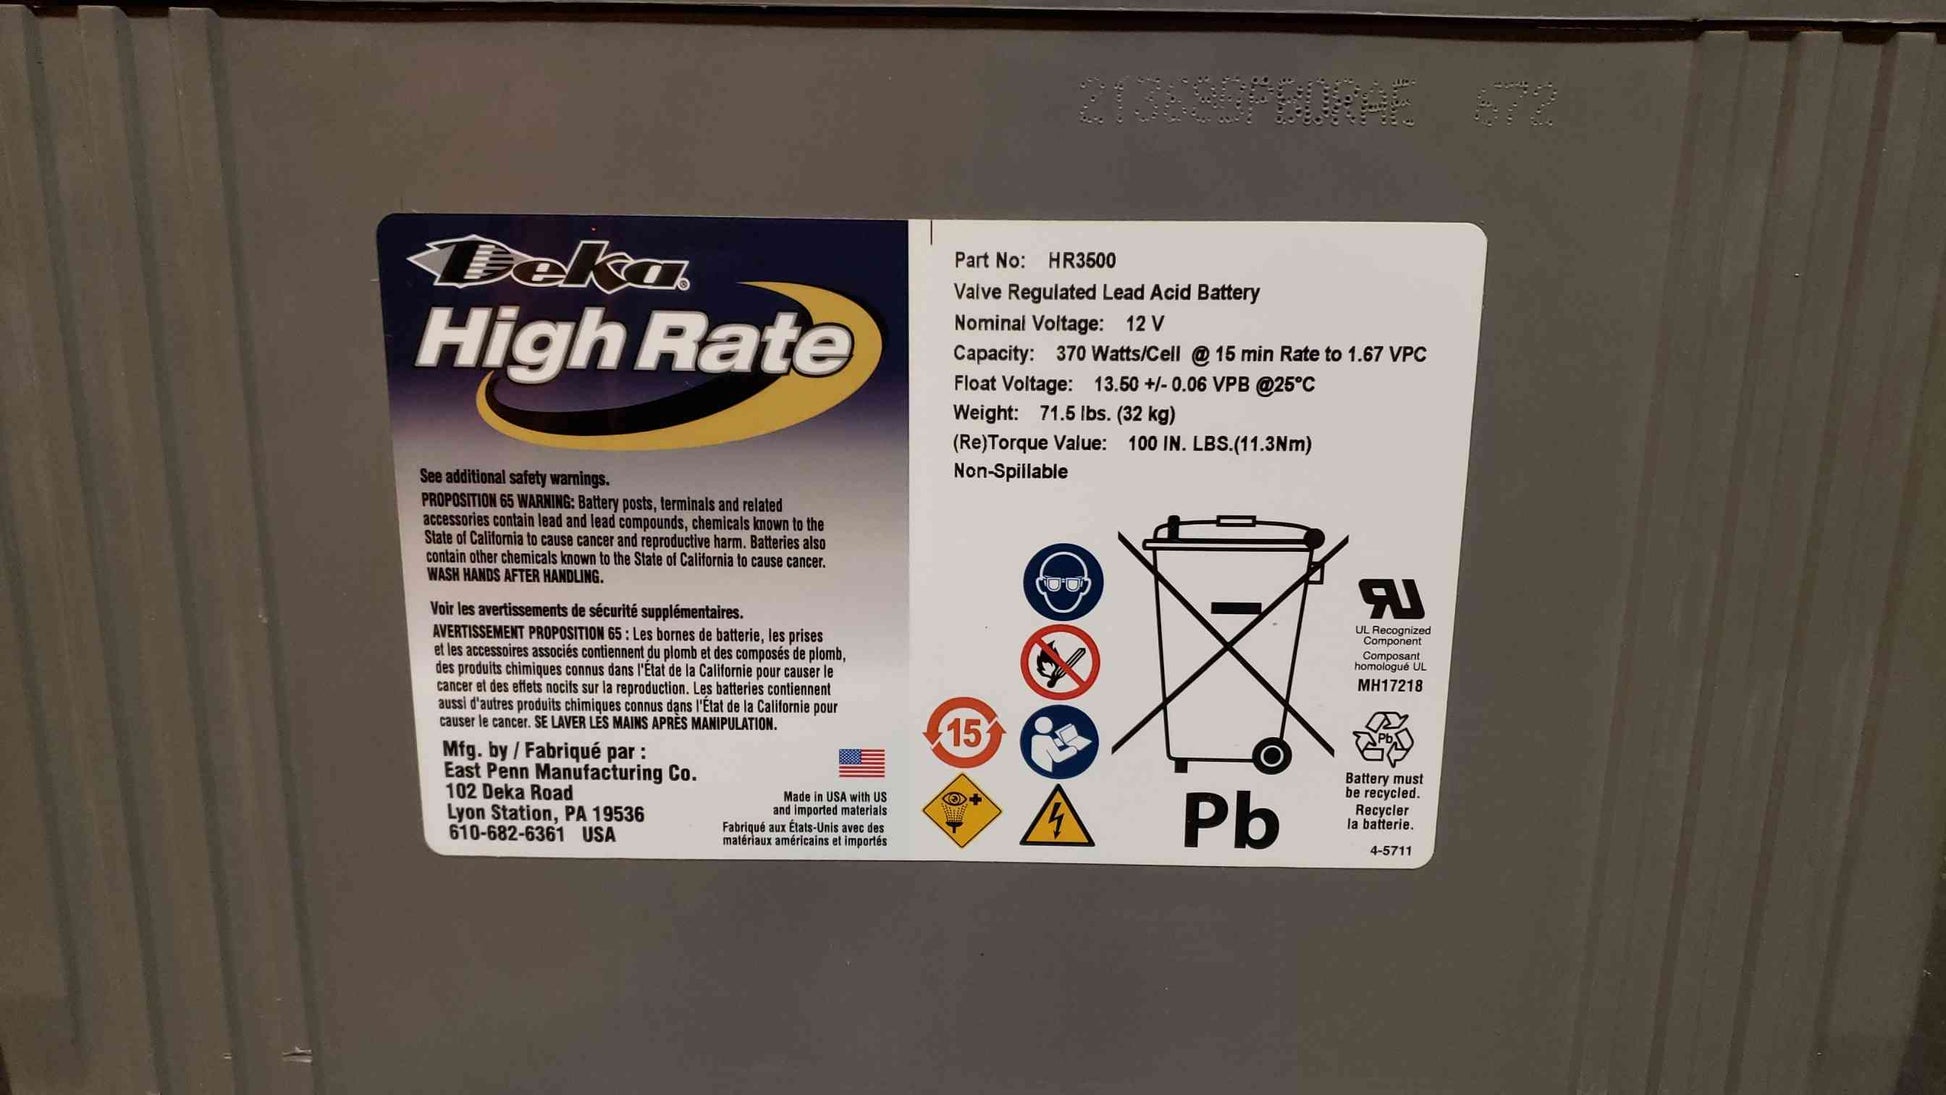 672
Deka®
High Rate
See additional safety warnings.
PROPOSITION 65 WARNING: Battery posts, terminals and related
accessories contain lead and lead compounds, chemicals known to the
State of California to cause cancer and reproductive harm. Batteries also
contain other chemicals known to the State of California to cause cancer.
WASH HANDS AFTER HANDLING.
Voir les avertissements de sécurité supplémentaires.
AVERTISSEMENT PROPOSITION 65 : Les bornes de batterie, les prises
et les accessoires associés contiennent du plomb et des composés de plomb,
des produits chimiques connus dans l'État de la Californie pour causer le
cancer et des effets nocifs sur la reproduction. Les batteries contiennent
aussi d'autres produits chimiques connus dans l'État de la Californie pour
causer le cancer. SE LAVER LES MAINS APRÈS MANIPULATION.
Mfg. by / Fabriqué par :
East Penn Manufacturing Co.
102 Deka Road
Lyon Station, PA 19536
610-682-6361 USA
Made in USA with US
and imported materials
Fabriqué aux États-Unis avec des
matériaux américains et importés
Part No: HR3500
Valve Regulated Lead Acid Battery
Nominal Voltage: 12 V
Capacity: 370 Watts/Cell @ 15 min Rate to 1.67 VPC
Float Voltage: 13.50 +/- 0.06 VPB @25°C
Weight: 71.5 lbs. (32 kg)
(Re)Torque Value: 100 IN. LBS.(11.3Nm)
Non-Spillable
15
Pb
UL Recognized
Component
Composant
homologué UL
MH17218
Pb
Battery must
be recycled.
Recycler
la batterie.
4-5711